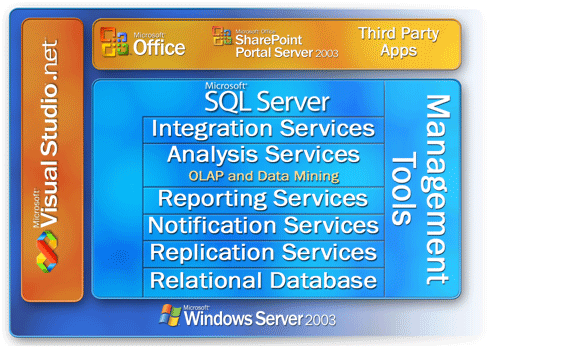 Microsoft
Visual Studio.net
Microsoft
Office
Microsoft Office
SharePoint
Portal Server 2003
Third Party
Apps
Microsoft
SQL Server
Integration Services
Analysis Services
OLAP and Data Mining
Reporting Services
Notification Services
Replication Services
Relational Database
Management
Tools
Microsoft
Windows Server 2003